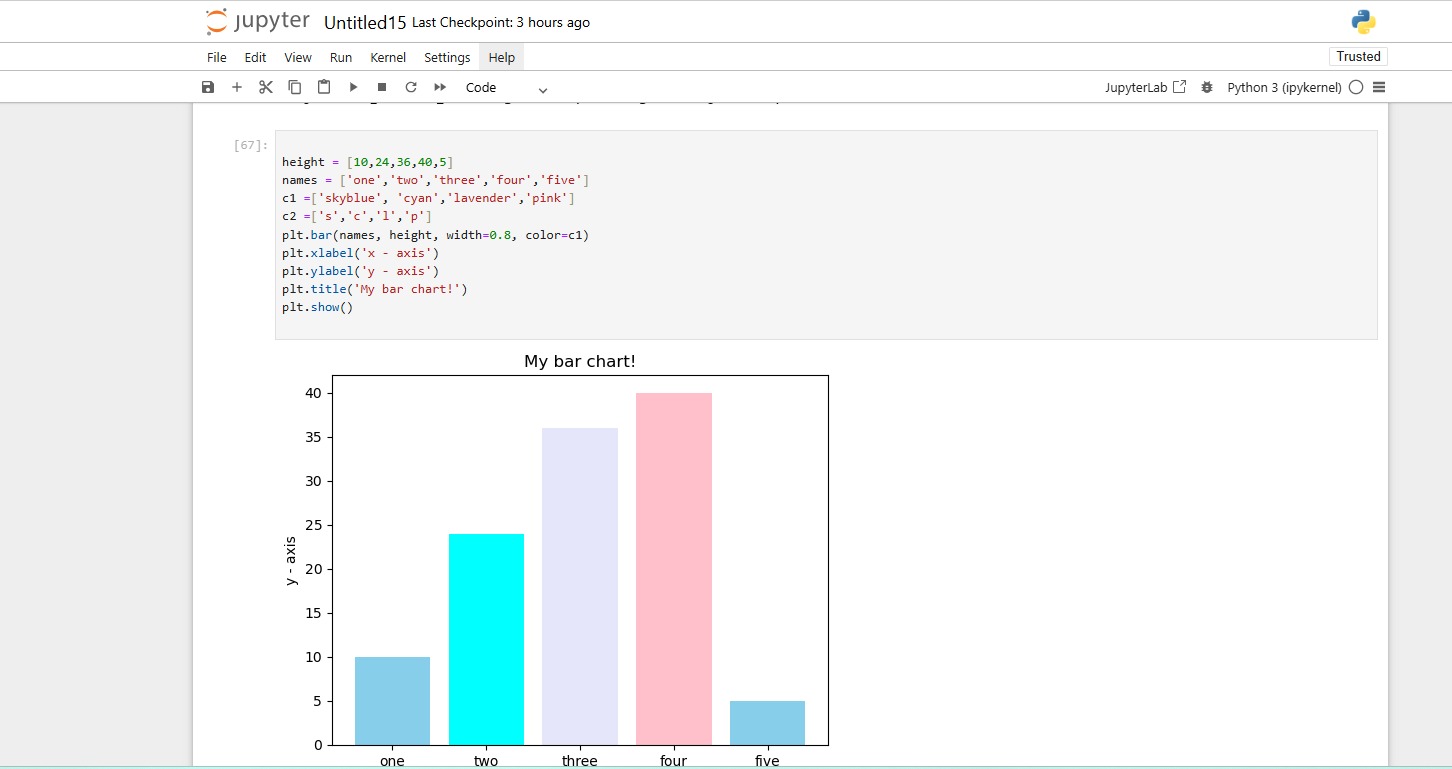 jupyter Untitled15 Last Checkpoint: 3 hours ago
File Edit View Run Kernel Settings Help Trusted
Code JupyterLab Python 3 (ipykernel)
[67]:
height = [10,24,36,40,5]
names = ['one','two','three','four','five']
c1 =['skyblue', 'cyan','lavender','pink']
c2 =['s','c','l','p']
plt.bar(names, height, width=0.8, color=c1)
plt.xlabel('x - axis')
plt.ylabel('y - axis')
plt.title('My bar chart!')
plt.show()
My bar chart!
40
35
30
25
20
15
10
5
0
y - axis
one two three four five